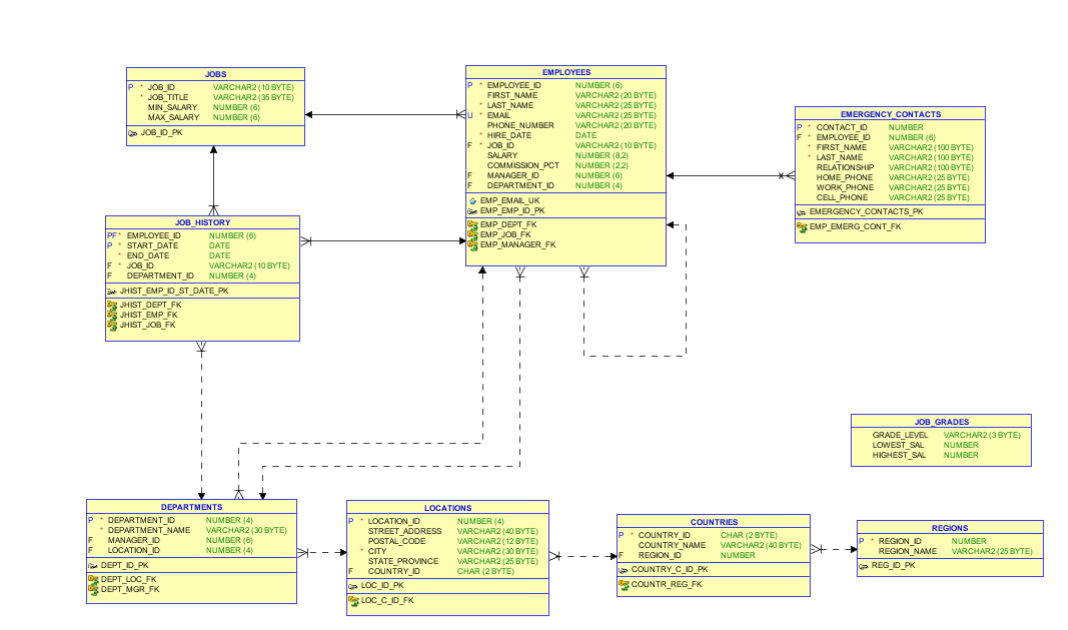 JOBS
P * JOB_ID VARCHAR2 (10 BYTE)
* JOB_TITLE VARCHAR2 (35 BYTE)
MIN_SALARY NUMBER (6)
MAX_SALARY NUMBER (6)
JOB_ID_PK
EMPLOYEES
P * EMPLOYEE_ID NUMBER (6)
FIRST_NAME VARCHAR2 (20 BYTE)
* LAST_NAME VARCHAR2 (25 BYTE)
U * EMAIL VARCHAR2 (25 BYTE)
PHONE_NUMBER VARCHAR2 (20 BYTE)
* HIRE_DATE DATE
F * JOB_ID VARCHAR2 (10 BYTE)
SALARY NUMBER (8,2)
COMMISSION_PCT NUMBER (2,2)
F MANAGER_ID NUMBER (6)
F DEPARTMENT_ID NUMBER (4)
EMP_EMAIL_UK
EMP_EMP_ID_PK
EMP_DEPT_FK
EMP_JOB_FK
EMP_MANAGER_FK
EMERGENCY_CONTACTS
P * CONTACT_ID NUMBER
F * EMPLOYEE_ID NUMBER (6)
* FIRST_NAME VARCHAR2 (100 BYTE)
* LAST_NAME VARCHAR2 (100 BYTE)
RELATIONSHIP VARCHAR2 (100 BYTE)
HOME_PHONE VARCHAR2 (25 BYTE)
WORK_PHONE VARCHAR2 (25 BYTE)
CELL_PHONE VARCHAR2 (25 BYTE)
EMERGENCY_CONTACTS_PK
EMP_EMERG_CONT_FK
JOB_HISTORY
PF * EMPLOYEE_ID NUMBER (6)
P * START_DATE DATE
* END_DATE DATE
F * JOB_ID VARCHAR2 (10 BYTE)
F DEPARTMENT_ID NUMBER (4)
JHIST_EMP_ID_ST_DATE_PK
JHIST_DEPT_FK
JHIST_EMP_FK
JHIST_JOB_FK
JOB_GRADES
GRADE_LEVEL VARCHAR2 (3 BYTE)
LOWEST_SAL NUMBER
HIGHEST_SAL NUMBER
DEPARTMENTS
P * DEPARTMENT_ID NUMBER (4)
* DEPARTMENT_NAME VARCHAR2 (30 BYTE)
F MANAGER_ID NUMBER (6)
F LOCATION_ID NUMBER (4)
DEPT_ID_PK
DEPT_LOC_FK
DEPT_MGR_FK
LOCATIONS
P * LOCATION_ID NUMBER (4)
STREET_ADDRESS VARCHAR2 (40 BYTE)
POSTAL_CODE VARCHAR2 (12 BYTE)
* CITY VARCHAR2 (30 BYTE)
STATE_PROVINCE VARCHAR2 (25 BYTE)
F COUNTRY_ID CHAR (2 BYTE)
LOC_ID_PK
LOC_C_ID_FK
COUNTRIES
P * COUNTRY_ID CHAR (2 BYTE)
COUNTRY_NAME VARCHAR2 (40 BYTE)
F REGION_ID NUMBER
COUNTRY_C_ID_PK
COUNTR_REG_FK
REGIONS
P * REGION_ID NUMBER
REGION_NAME VARCHAR2 (25 BYTE)
REG_ID_PK